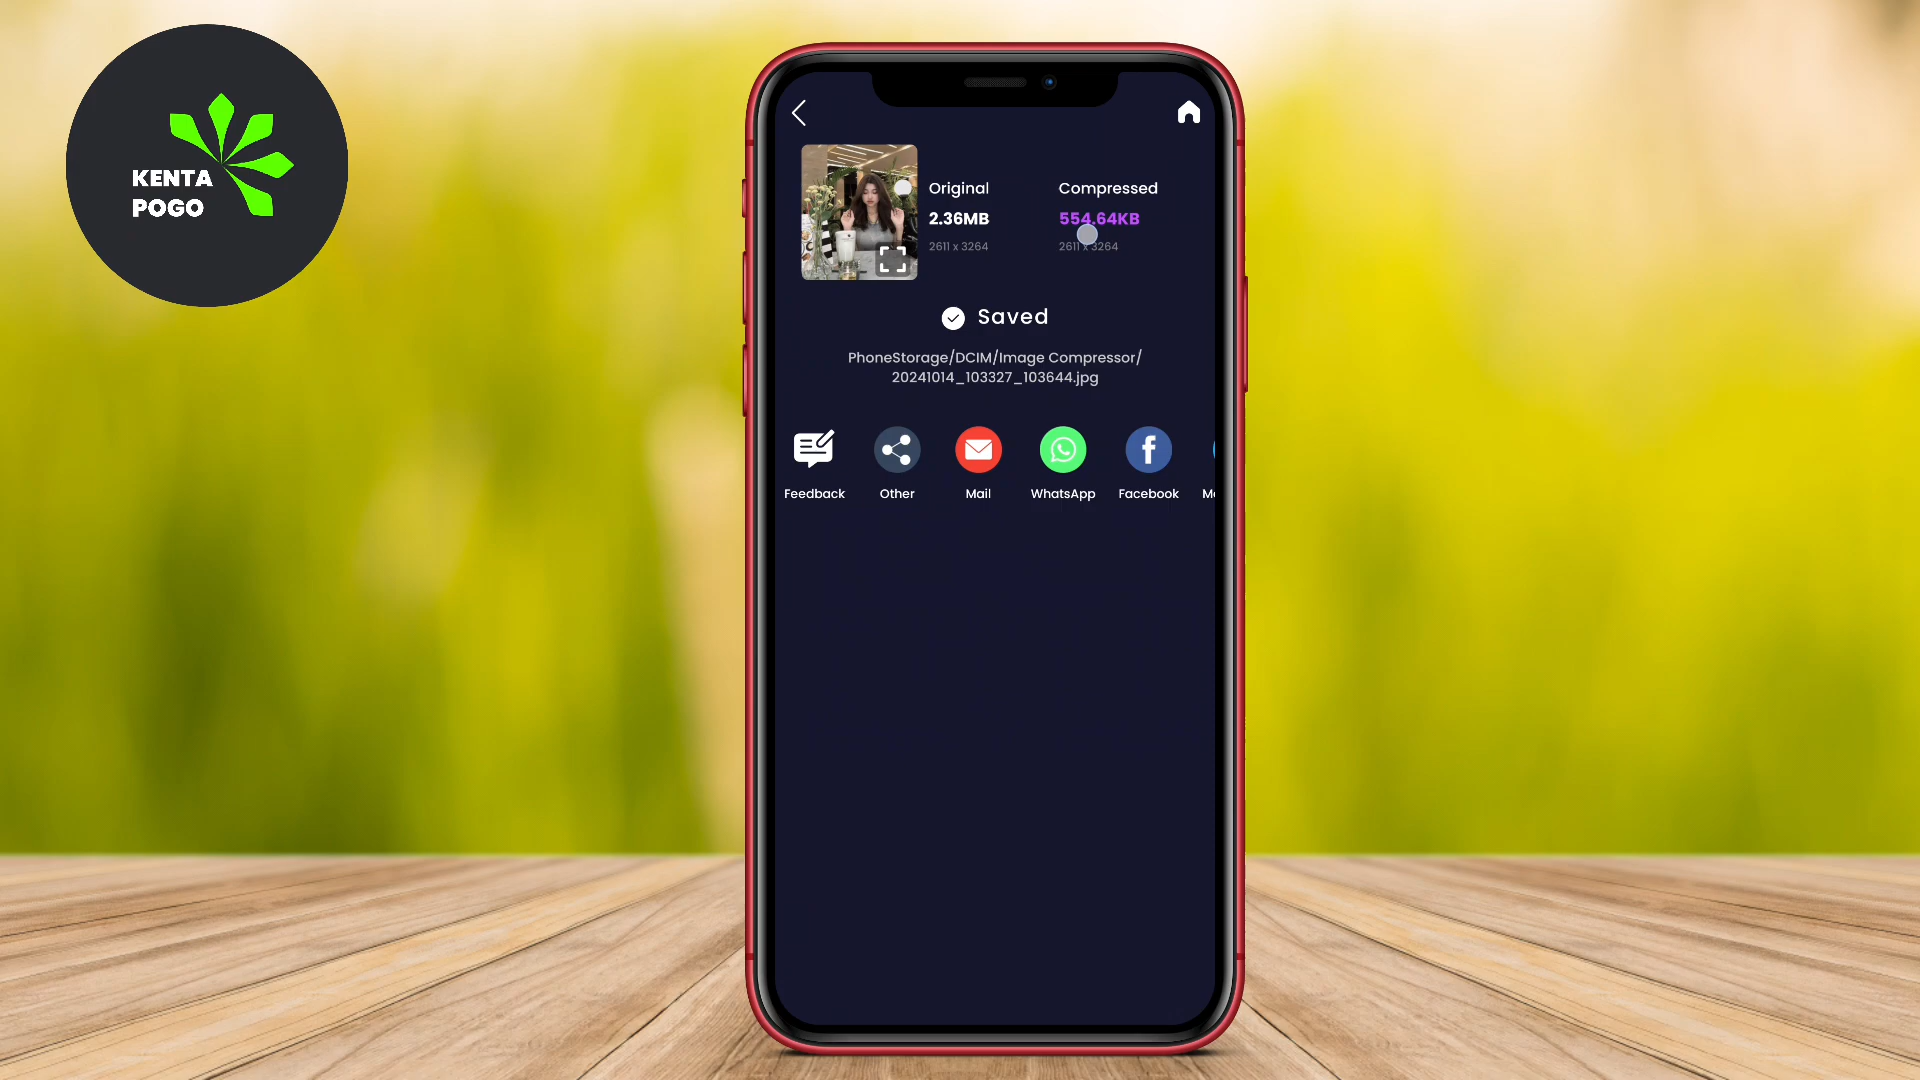 KENTA
POGO
Original
Compressed
2.36MB
554.64KB
2611 x 3264
2611 x 3264
Saved
PhoneStorage/DCIM/Image Compressor/
20241014_103327_103644.jpg
Feedback
Other
Mail
WhatsApp
Facebook